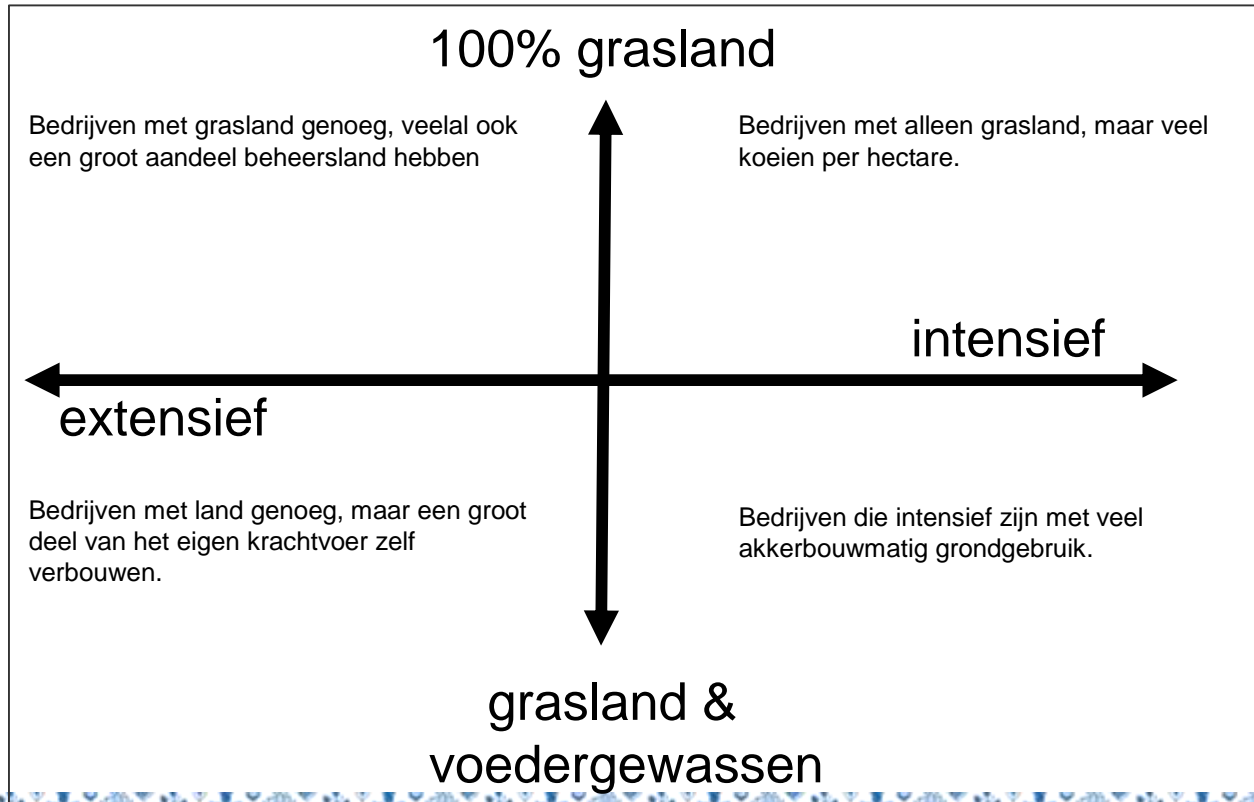 100% grasland
Bedrijven met grasland genoeg, veelal ook
een groot aandeel beheersland hebben
Bedrijven met alleen grasland, maar veel
koeien per hectare.
intensief
extensief
Bedrijven met land genoeg, maar een groot
deel van het eigen krachtvoer zelf
verbouwen.
Bedrijven die intensief zijn met veel
akkerbouwmatig grondgebruik.
grasland &
voedergewassen